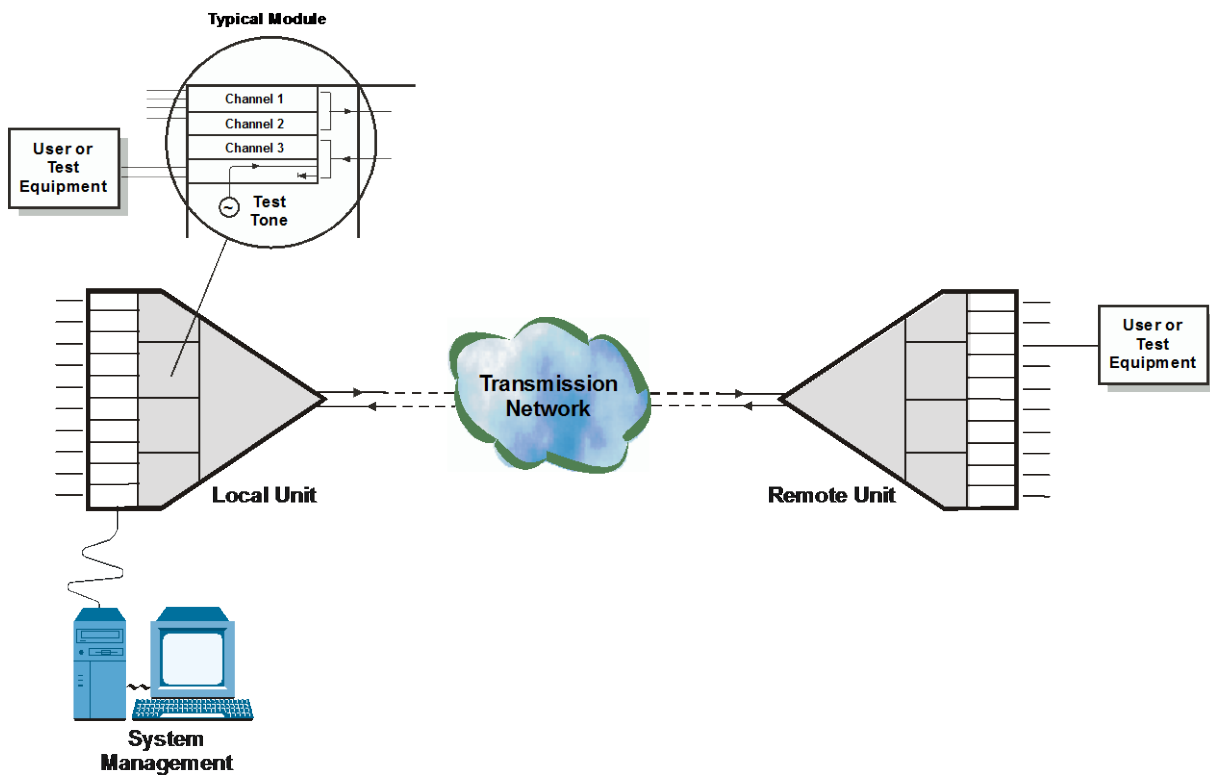 Typical Module
Channel 1
Channel 2
Channel 3
User or
Test
Equipment
~
Test
Tone
Transmission
Network
User or
Test
Equipment
Local Unit
Remote Unit
System
Management